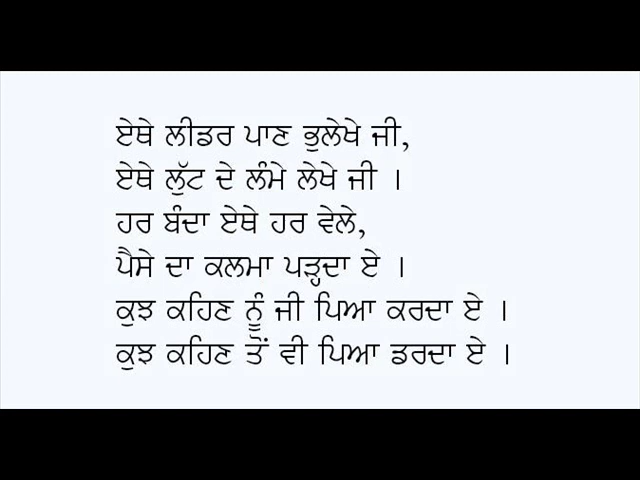 ਏਥੇ ਲੀਡਰ ਪਾਣ ਭੁਲੇਖੇ ਜੀ,
ਏਥੇ ਲੁੱਟ ਦੇ ਲੰਮੇ ਲੇਖੇ ਜੀ ।
ਹਰ ਬੰਦਾ ਏਥੇ ਹਰ ਵੇਲੇ,
ਪੈਸੇ ਦਾ ਕਲਮਾ ਪੜ੍ਹਦਾ ਏ ।
ਕੁਝ ਕਹਿਣ ਨੂੰ ਜੀ ਪਿਆ ਕਰਦਾ ਏ ।
ਕੁਝ ਕਹਿਣ ਤੋਂ ਵੀ ਪਿਆ ਡਰਦਾ ਏ ।